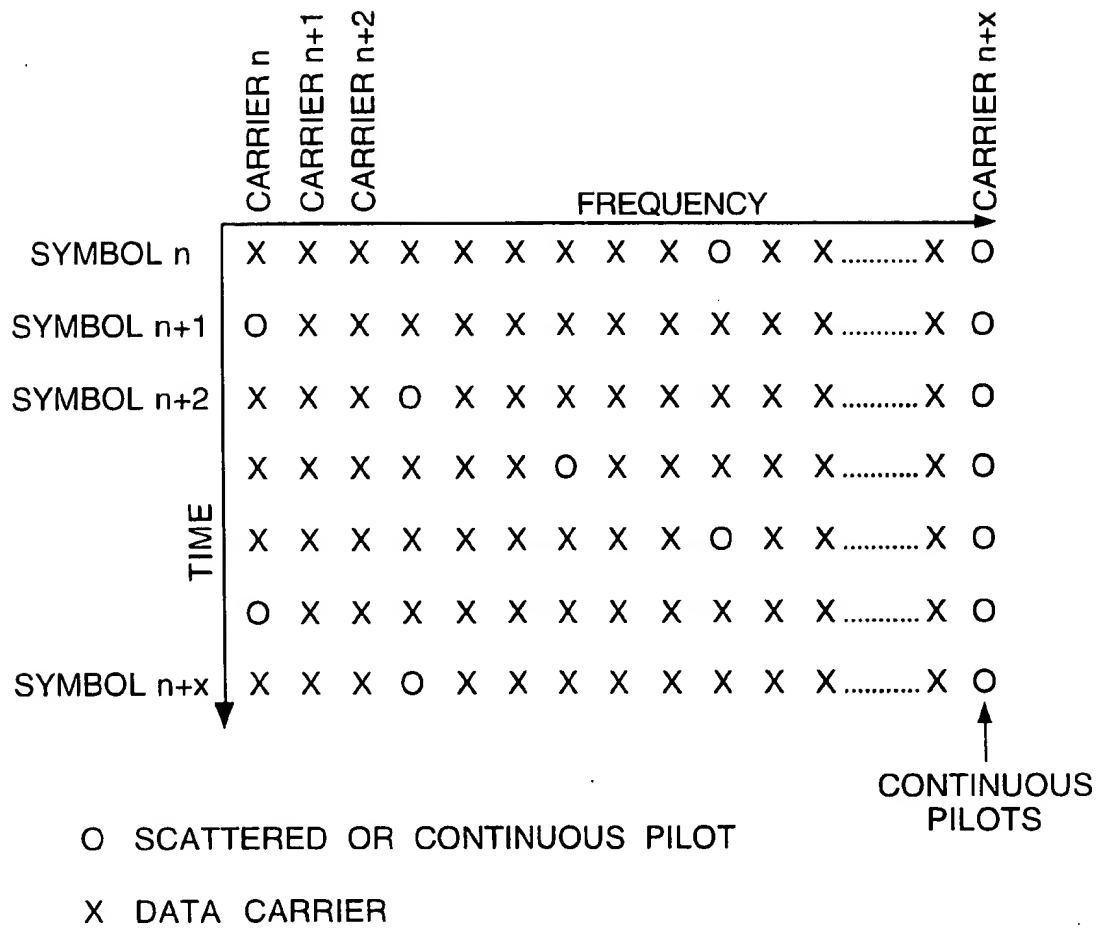 CARRIER n
CARRIER n+1
CARRIER n+2
CARRIER n+x
FREQUENCY
SYMBOL n X X X X X X X X X O X X ........... X O
SYMBOL n+1 O X X X X X X X X X X X ........... X O
SYMBOL n+2 X X X O X X X X X X X X ........... X O
X X X X X X O X X X X X ........... X O
TIME
X X X X X X X X X O X X ........... X O
O X X X X X X X X X X X ........... X O
SYMBOL n+x X X X O X X X X X X X X ........... X O
CONTINUOUS
PILOTS
O SCATTERED OR CONTINUOUS PILOT
X DATA CARRIER